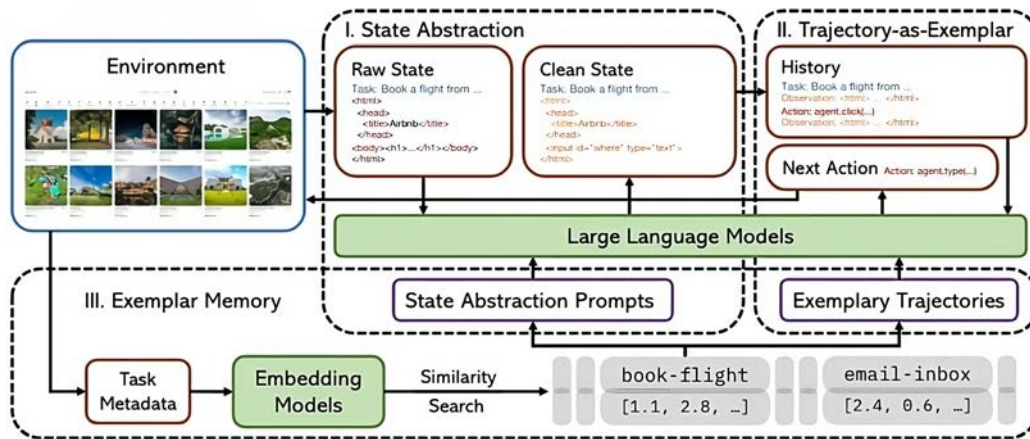 I. State Abstraction
II. Trajectory-as-Exemplar
Environment
Raw State
Task: Book a flight from ...
<html>
<head>
<title>Airbnb</title>
</head>
<body><h1>...</h1></body>
</html>
Clean State
Task: Book a flight from ...
<html>
<head>
<title>Airbnb</title>
</head>
<input id="where" type="text">
</html>
History
Task: Book a flight from ...
Observation: <html> ... </html>
Action: agent.click(...)
Observation: <html> ... </html>
Next Action Action: agent.type(...)
Large Language Models
III. Exemplar Memory
State Abstraction Prompts
Exemplary Trajectories
Task
Metadata
Embedding
Models
Similarity
Search
book-flight
[1.1, 2.8, …]
email-inbox
[2.4, 0.6, …]